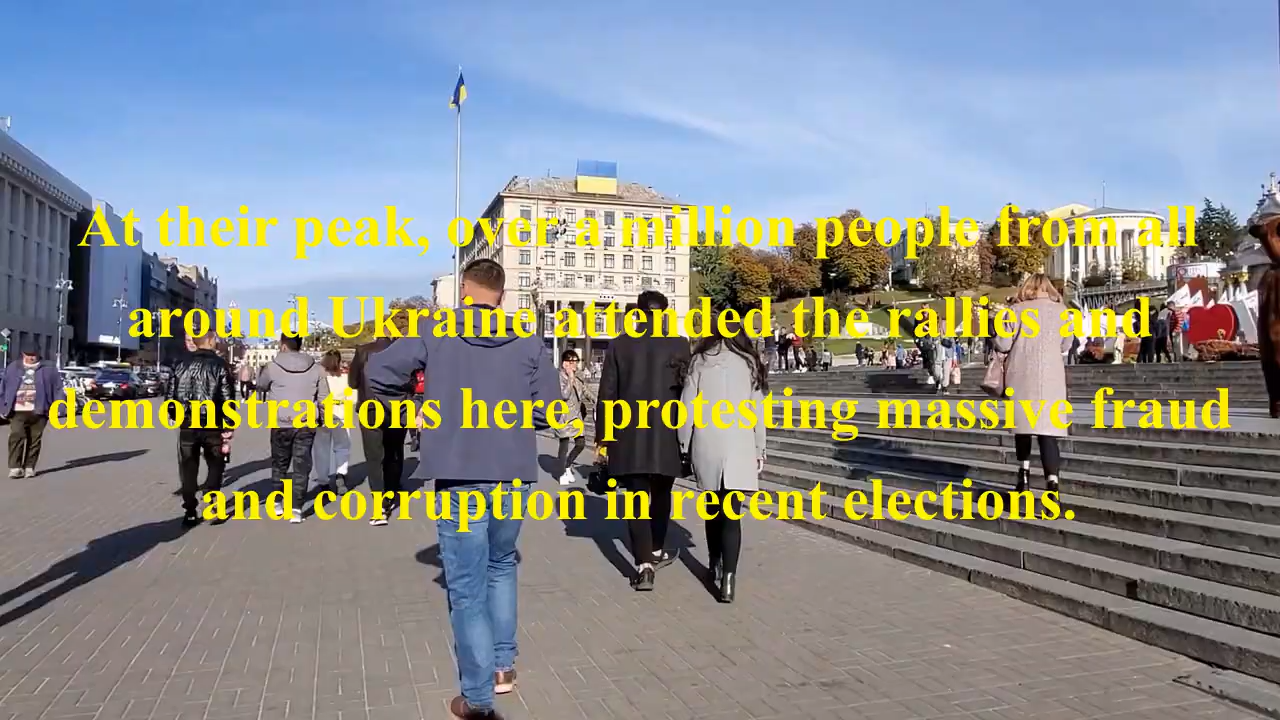 At their peak, over a million people from all
around Ukraine attended the rallies and
demonstrations here, protesting massive fraud
and corruption in recent elections.